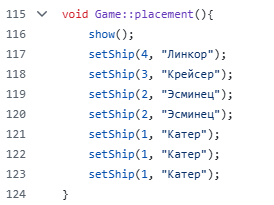 115 void Game::placement(){
116     show();
117     setShip(4, "Линкор");
118     setShip(3, "Крейсер");
119     setShip(2, "Эсминец");
120     setShip(2, "Эсминец");
121     setShip(1, "Катер");
122     setShip(1, "Катер");
123     setShip(1, "Катер");
124 }